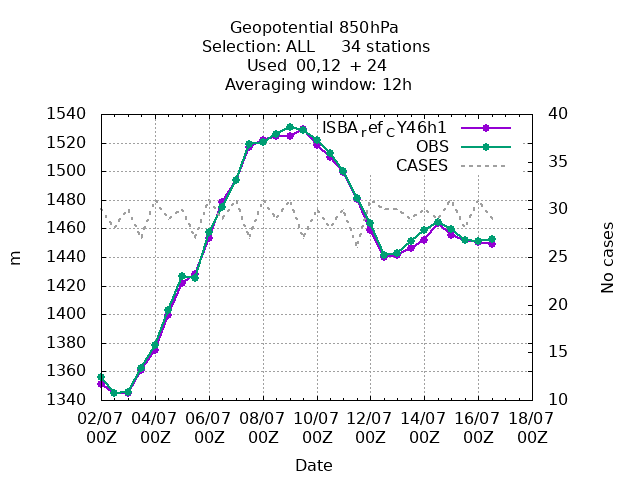 Geopotential 850hPa
Selection: ALL 34 stations
Used 00,12 + 24
Averaging window: 12h
ISBArefCY46h1
OBS
CASES
1540
1520
1500
1480
1460
1440
1420
1400
1380
1360
1340
m
40
35
30
25
20
15
10
No cases
02/07 04/07 06/07 08/07 10/07 12/07 14/07 16/07 18/07
00Z 00Z 00Z 00Z 00Z 00Z 00Z 00Z 00Z
Date